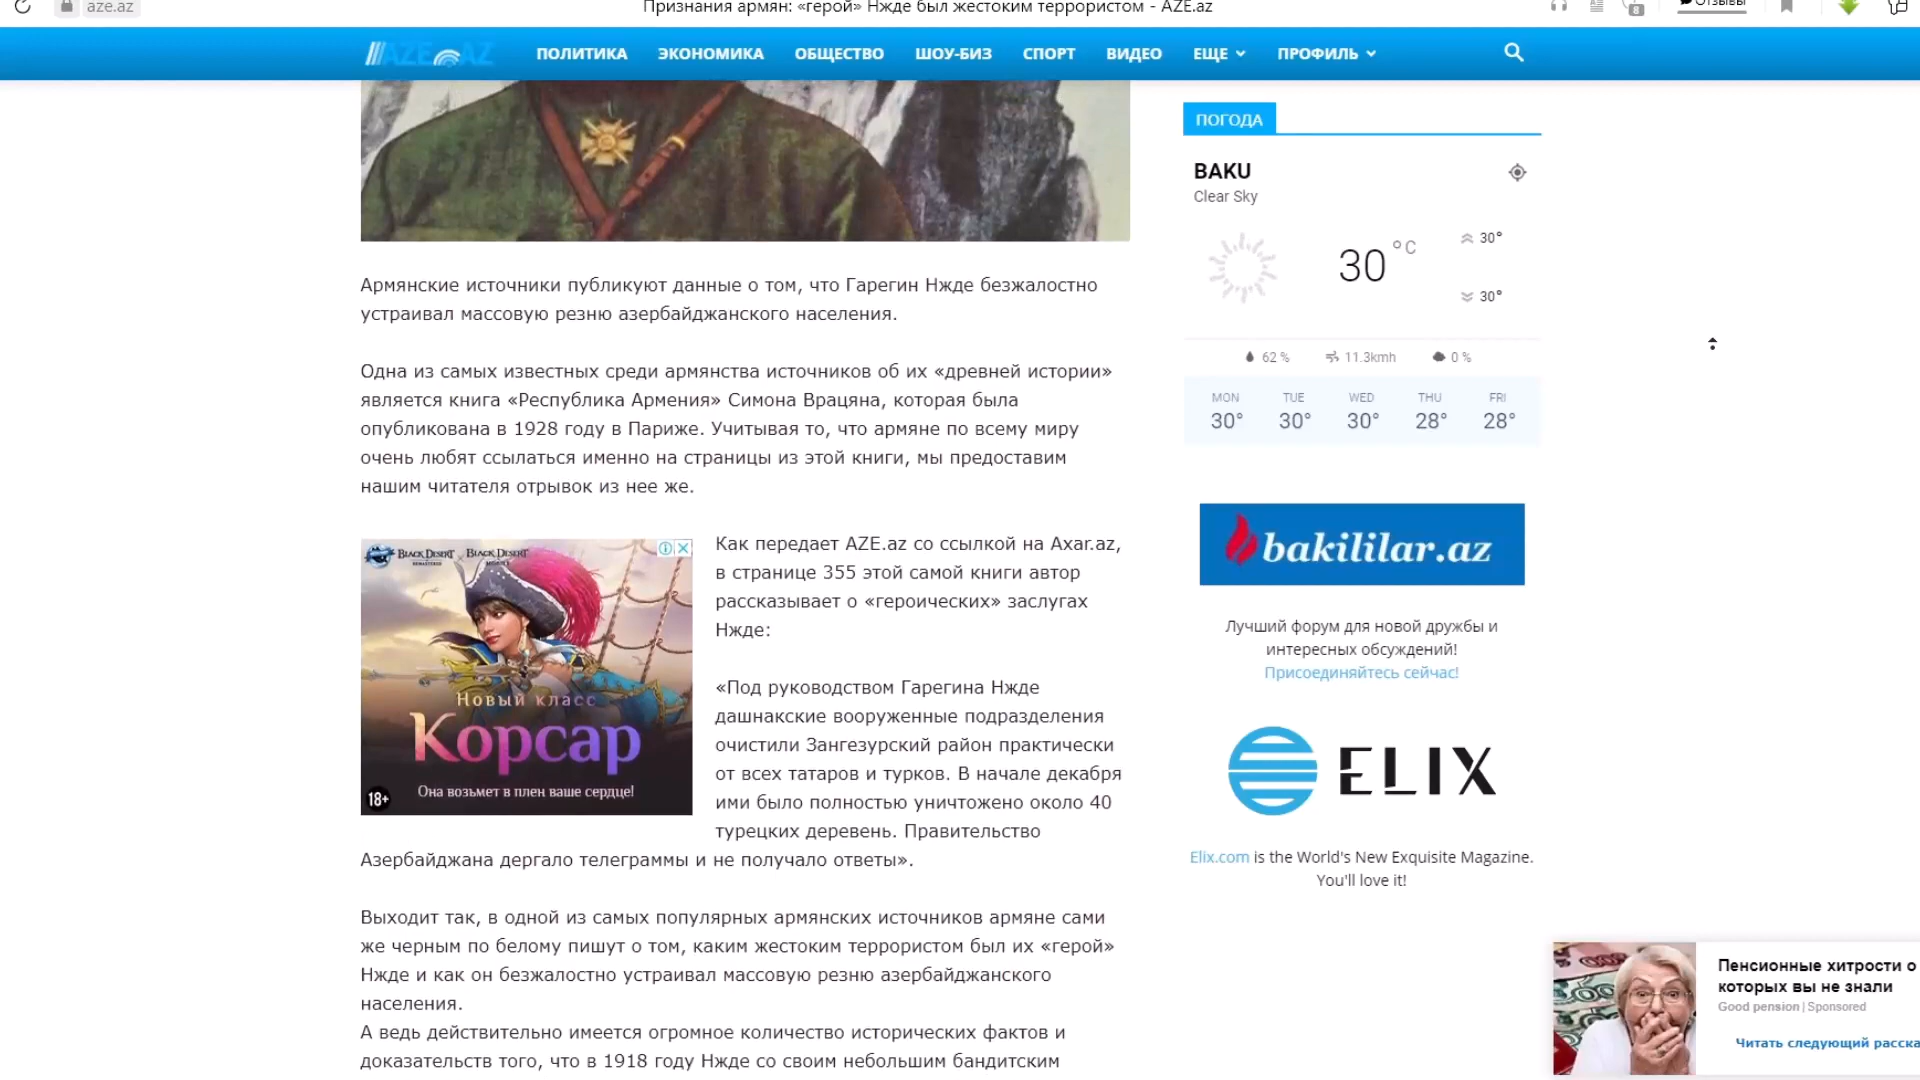 aze.az
Признания армян: «герой» Нжде был жестоким террористом - AZE.az
Отзывы
8
AZE.AZ
ПОЛИТИКА
ЭКОНОМИКА
ОБЩЕСТВО
ШОУ-БИЗ
СПОРТ
ВИДЕО
ЕЩЕ
ПРОФИЛЬ
Армянские источники публикуют данные о том, что Гарегин Нжде безжалостно
устраивал массовую резню азербайджанского населения.
Одна из самых известных среди армянства источников об их «древней истории»
является книга «Республика Армения» Симона Врацяна, которая была
опубликована в 1928 году в Париже. Учитывая то, что армяне по всему миру
очень любят ссылаться именно на страницы из этой книги, мы предоставим
нашим читателя отрывок из нее же.
BLACK DESERT
BLACK DESERT
Новый класс
Корсар
Она возьмет в плен ваше сердце!
18+
Как передает AZE.az со ссылкой на Axar.az,
в странице 355 этой самой книги автор
рассказывает о «героических» заслугах
Нжде:
«Под руководством Гарегина Нжде
дашнакские вооруженные подразделения
очистили Зангезурский район практически
от всех татаров и турков. В начале декабря
ими было полностью уничтожено около 40
турецких деревень. Правительство
Азербайджана дергало телеграммы и не получало ответы».
Выходит так, в одной из самых популярных армянских источников армяне сами
же черным по белому пишут о том, каким жестоким террористом был их «герой»
Нжде и как он безжалостно устраивал массовую резню азербайджанского
населения.
А ведь действительно имеется огромное количество исторических фактов и
доказательств того, что в 1918 году Нжде со своим небольшим бандитским
ПОГОДА
BAKU
Clear Sky
30 °C
30°
30°
62 %
11.3kmh
0 %
MON TUE WED THU FRI
30° 30° 30° 28° 28°
bakililar.az
Лучший форум для новой дружбы и
интересных обсуждений!
Присоединяйтесь сейчас!
ELIX
Elix.com is the World's New Exquisite Magazine.
You'll love it!
Пенсионные хитрости о
которых вы не знали
Good pension | Sponsored
Читать следующий расска